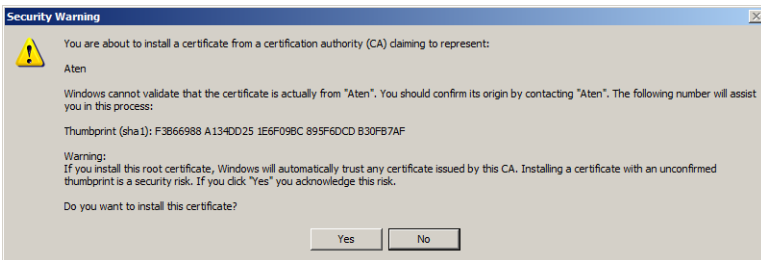 Security Warning
You are about to install a certificate from a certification authority (CA) claiming to represent:
Aten
Windows cannot validate that the certificate is actually from "Aten". You should confirm its origin by contacting "Aten". The following number will assist
you in this process:
Thumbprint (sha1): F3B66988 A134DD25 1E6F09BC 895F6DCD B30FB7AF
Warning:
If you install this root certificate, Windows will automatically trust any certificate issued by this CA. Installing a certificate with an unconfirmed
thumbprint is a security risk. If you click "Yes" you acknowledge this risk.
Do you want to install this certificate?
Yes No